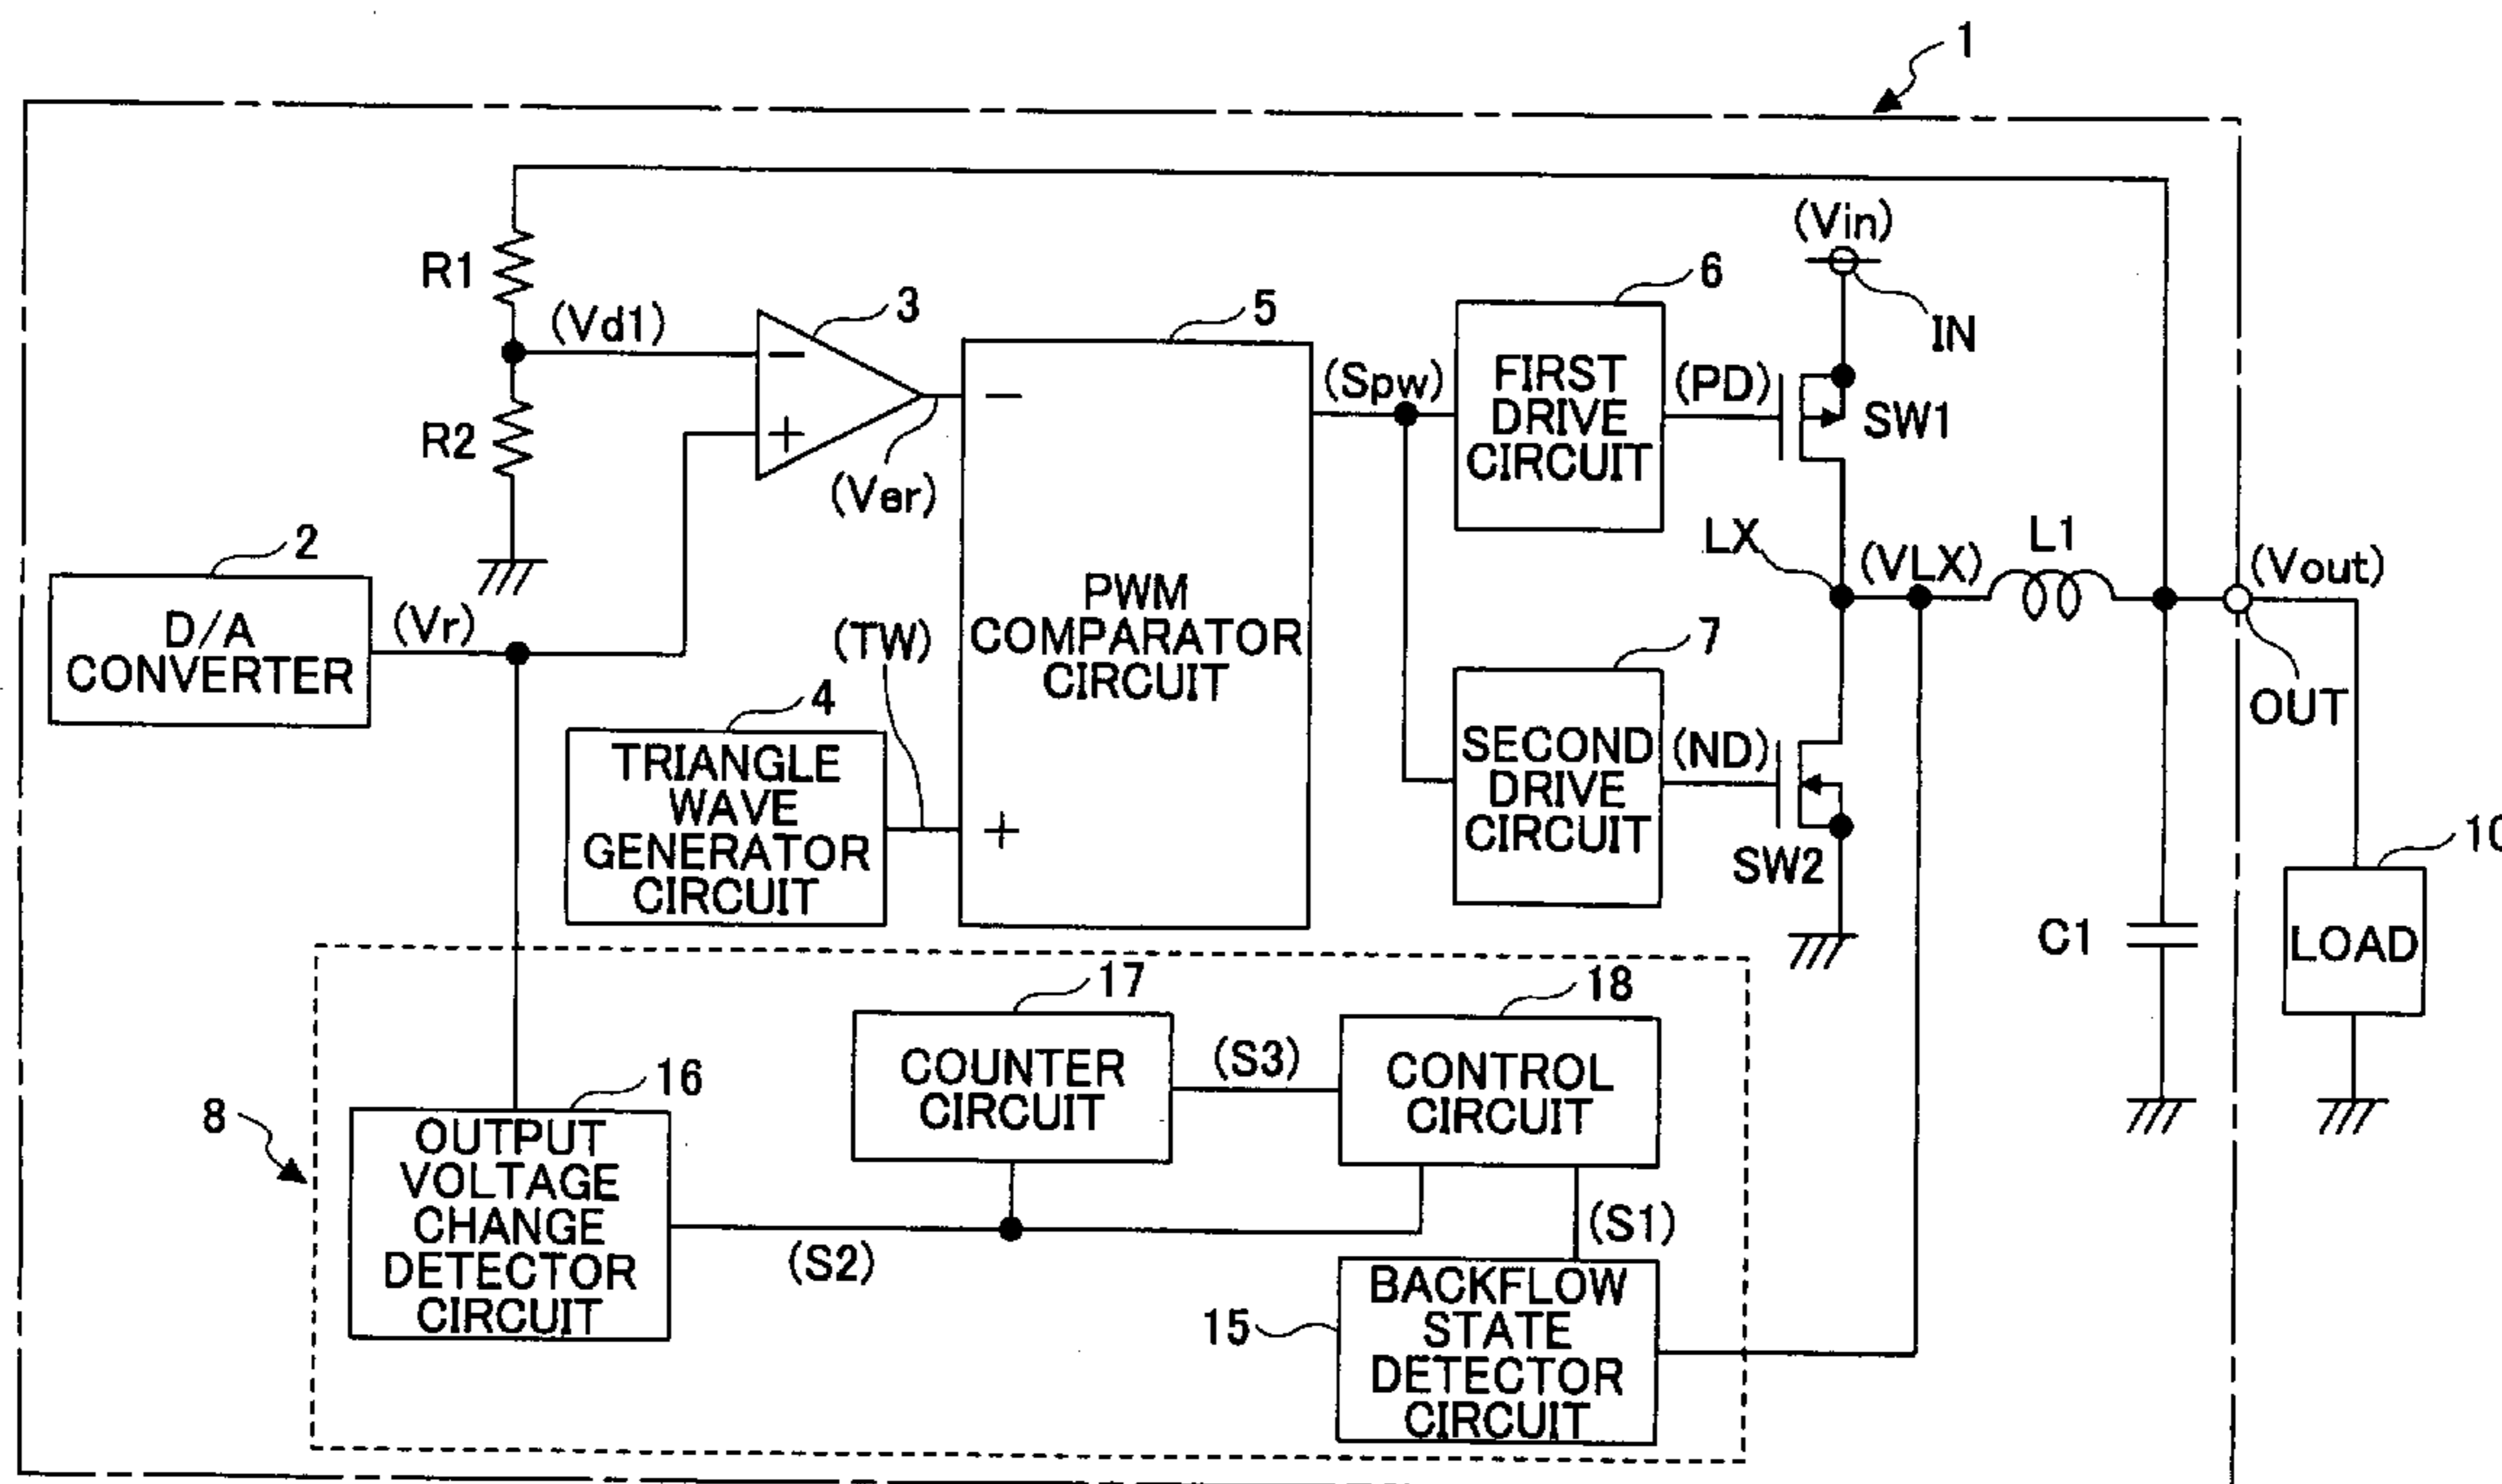 1
(Vin)
R1
(Vd1)
3
5
6
IN
−
+
−
(Spw)
FIRST
DRIVE
CIRCUIT
(PD)
SW1
R2
(Ver)
2
D/A
CONVERTER
(Vr)
(TW)
PWM
COMPARATOR
CIRCUIT
LX
(VLX)
L1
(Vout)
OUT
4
TRIANGLE
WAVE
GENERATOR
CIRCUIT
+
7
SECOND
DRIVE
CIRCUIT
(ND)
SW2
C1
10
LOAD
8
16
OUTPUT
VOLTAGE
CHANGE
DETECTOR
CIRCUIT
17
COUNTER
CIRCUIT
(S3)
18
CONTROL
CIRCUIT
(S2)
(S1)
15
BACKFLOW
STATE
DETECTOR
CIRCUIT